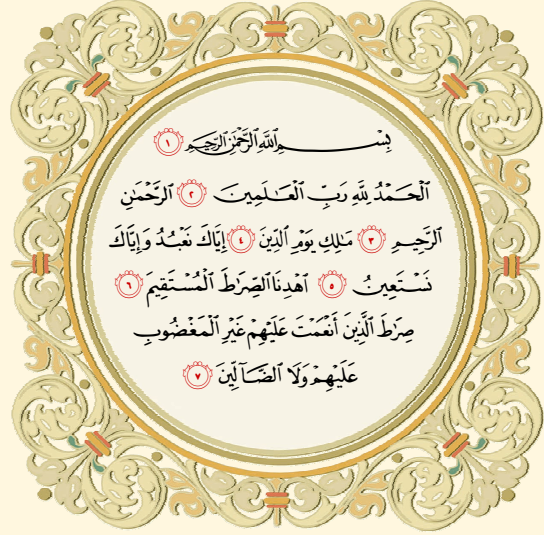 بِسْمِ ٱللَّهِ ٱلرَّحْمَٰنِ ٱلرَّحِيمِ ١
ٱلْحَمْدُ لِلَّهِ رَبِّ ٱلْعَـٰلَمِينَ ٢ ٱلرَّحْمَٰنِ
ٱلرَّحِيمِ ٣ مَـٰلِكِ يَوْمِ ٱلدِّينِ ٤ إِيَّاكَ نَعْبُدُ وَإِيَّاكَ
نَسْتَعِينُ ٥ ٱهْدِنَا ٱلصِّرَٰطَ ٱلْمُسْتَقِيمَ ٦
صِرَٰطَ ٱلَّذِينَ أَنْعَمْتَ عَلَيْهِمْ غَيْرِ ٱلْمَغْضُوبِ
عَلَيْهِمْ وَلَا ٱلضَّآلِّينَ ٧